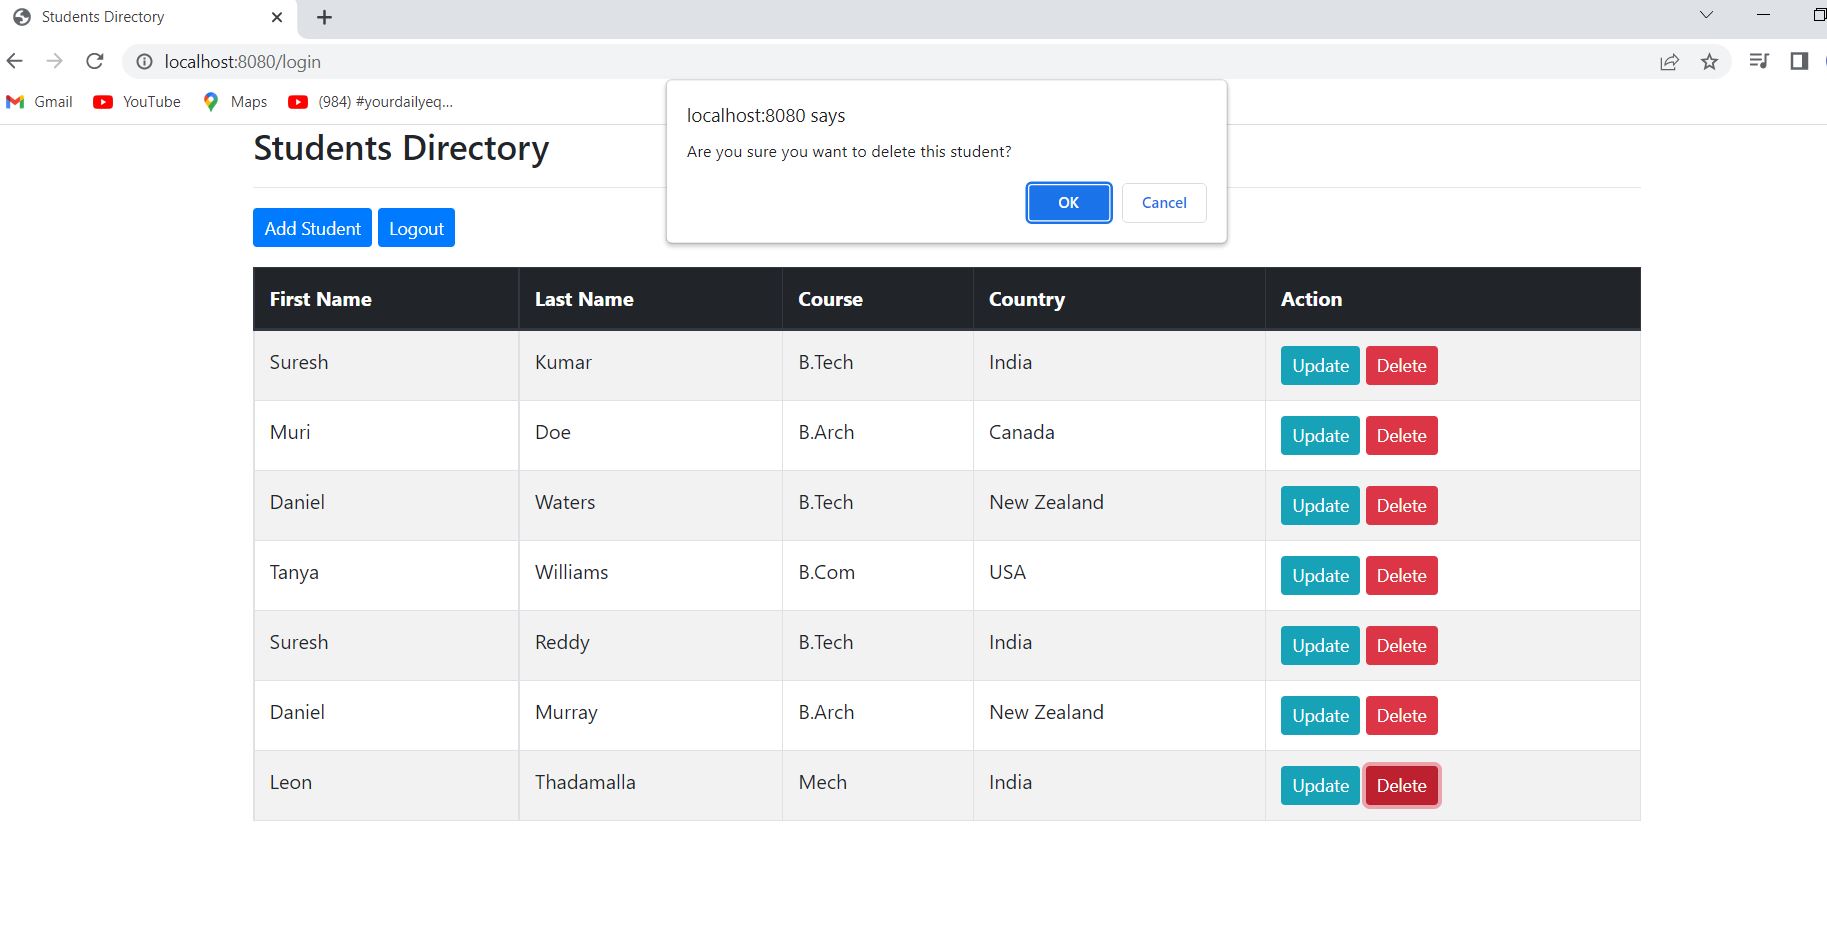 Students Directory
localhost:8080/login
Gmail YouTube Maps (984) #yourdailyeq...
localhost:8080 says
Are you sure you want to delete this student?
OK Cancel
Students Directory
Add Student Logout
First Name Last Name Course Country Action
Suresh Kumar B.Tech India Update Delete
Muri Doe B.Arch Canada Update Delete
Daniel Waters B.Tech New Zealand Update Delete
Tanya Williams B.Com USA Update Delete
Suresh Reddy B.Tech India Update Delete
Daniel Murray B.Arch New Zealand Update Delete
Leon Thadamalla Mech India Update Delete